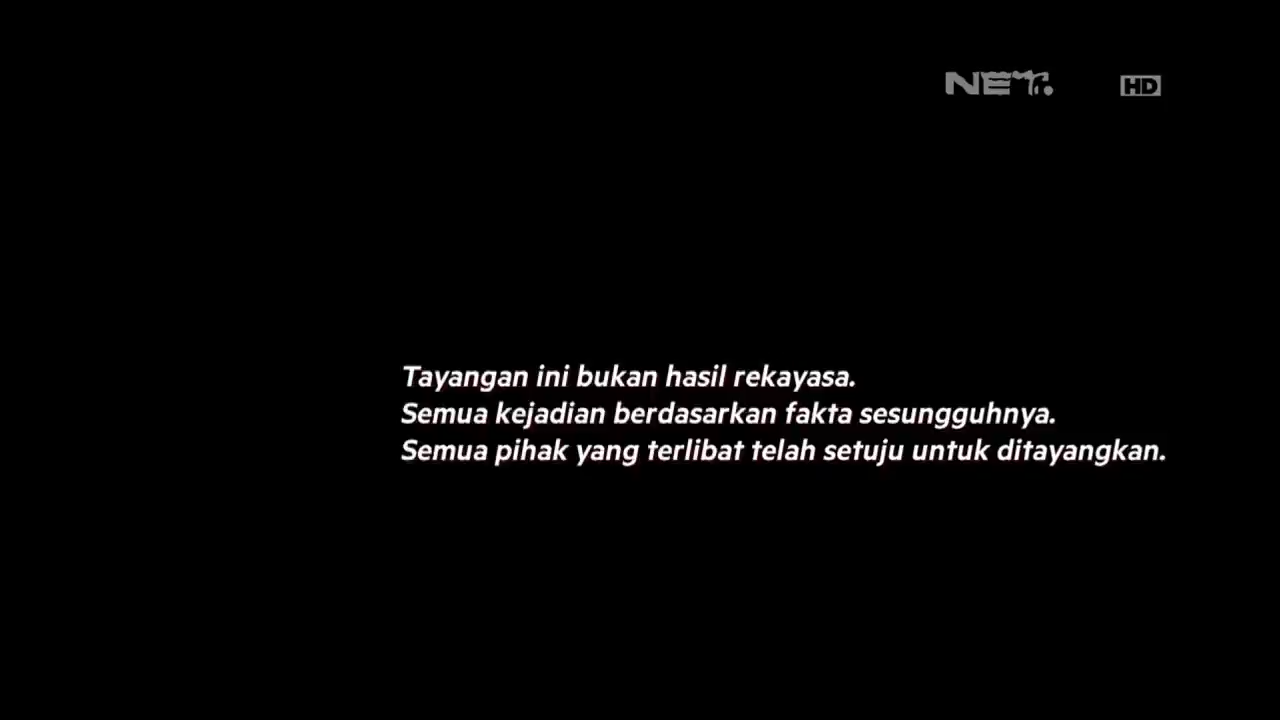 NET.
HD
Tayangan ini bukan hasil rekayasa.
Semua kejadian berdasarkan fakta sesungguhnya.
Semua pihak yang terlibat telah setuju untuk ditayangkan.